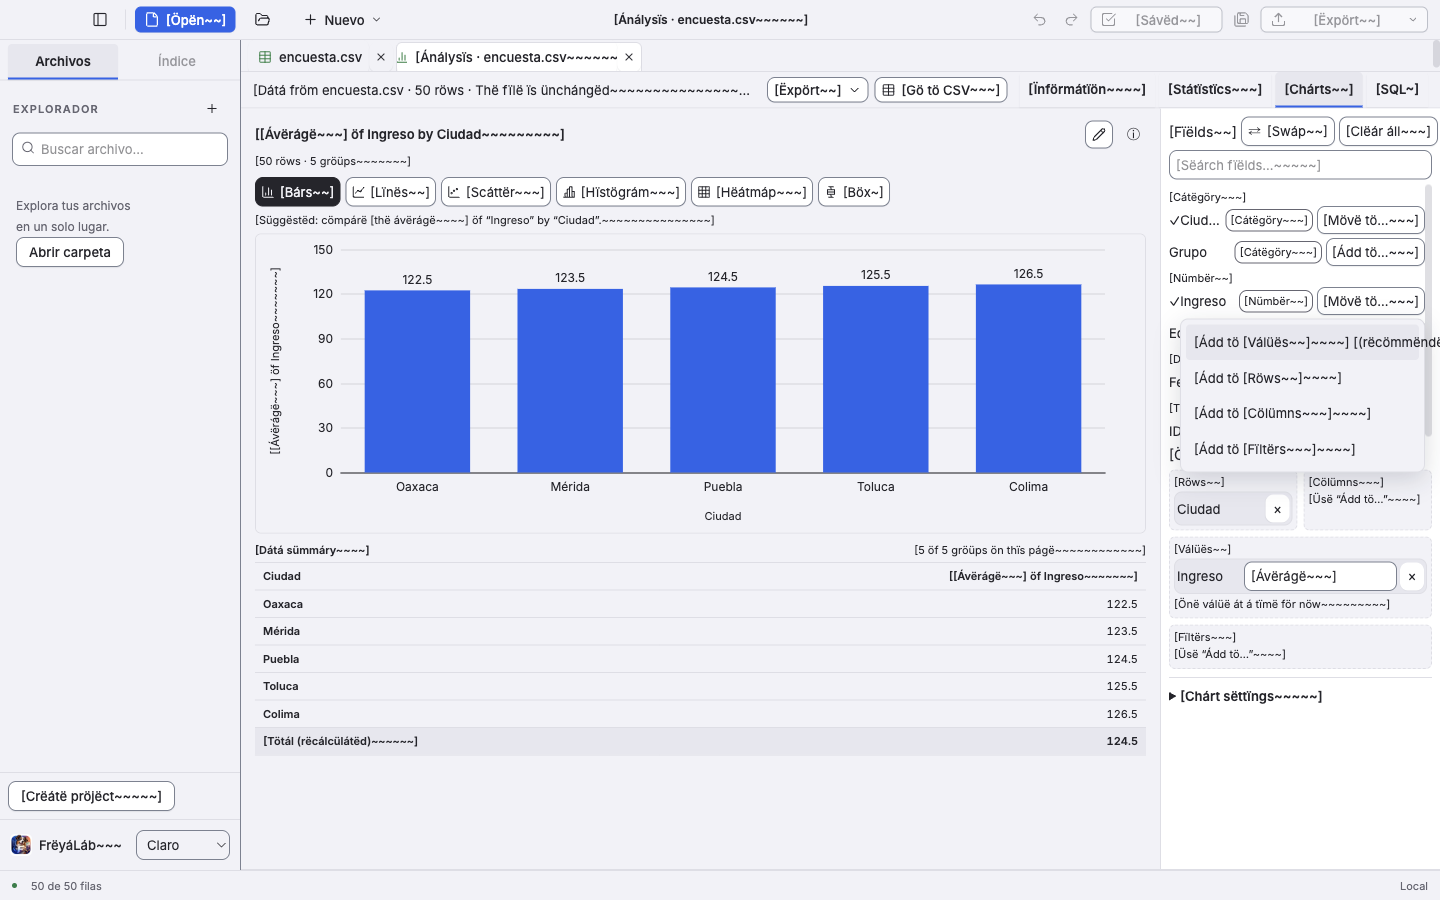 [Öpën~~]
Nuevo
[Ánálysïs · encuesta.csv~~~~~~]
[Sávëd~~]
[Ëxpört~~]
Archivos
Índice
encuesta.csv
[Ánálysïs · encuesta.csv~~~~~~
EXPLORADOR
Buscar archivo...
Explora tus archivos
en un solo lugar.
Abrir carpeta
[Crëátë pröjëct~~~~~]
FrëyáLáb~~~
Claro
[Dátá fröm encuesta.csv · 50 röws · Thë fïlë ïs ünchángëd~~~~~~~~~~~~~~~...
[Ëxpört~~]
[Gö tö CSV~~~]
[Ïnförmátïön~~~~]
[Státïstïcs~~~]
[Chárts~~]
[SQL~]
[[Ávërágë~~~] öf Ingreso by Ciudad~~~~~~~~~]
[50 röws · 5 gröüps~~~~~~~]
[Bárs~~]
[Lïnës~~]
[Scáttër~~~]
[Hïstögrám~~~]
[Hëátmáp~~~]
[Böx~]
[Süggëstëd: cömpárë [thë ávërágë~~~~] öf “Ingreso” by “Ciudad”.~~~~~~~~~~~~~~~]
150
120
90
60
30
0
[[Ávërágë~~~] öf Ingreso~~~~~~~]
122.5
123.5
124.5
125.5
126.5
Oaxaca
Mérida
Puebla
Toluca
Colima
Ciudad
[Dátá sümmáry~~~~]
[5 öf 5 gröüps ön thïs págë~~~~~~~~~~~~]
Ciudad
[[Ávërágë~~~] öf Ingreso~~~~~~~]
Oaxaca 122.5
Mérida 123.5
Puebla 124.5
Toluca 125.5
Colima 126.5
[Tötál (rëcálcülátëd)~~~~~~] 124.5
[Fïëlds~~]
[Swáp~~]
[Clëár áll~~~]
[Sëárch fïëlds...~~~~~]
[Cátëgöry~~~]
✓Ciud... [Cátëgöry~~~] [Mövë tö...~~~]
Grupo [Cátëgöry~~~] [Ádd tö...~~~]
[Nümbër~~]
✓Ingreso [Nümbër~~] [Mövë tö...~~~]
[Ádd tö [Válüës~~]~~~~] [(rëcömmëndë
[Ádd tö [Röws~~]~~~~]
[Ádd tö [Cölümns~~~]~~~~]
[Ádd tö [Fïltërs~~~]~~~~]
[Röws~~]
Ciudad ×
[Cölümns~~~]
[Üsë “Ádd tö...”~~~~]
[Válüës~~]
Ingreso [Ávërágë~~~] ×
[Önë válüë át á tïmë för nöw~~~~~~~~~]
[Fïltërs~~~]
[Üsë “Ádd tö...”~~~~]
[Chárt sëttïngs~~~~~]
50 de 50 filas
Local